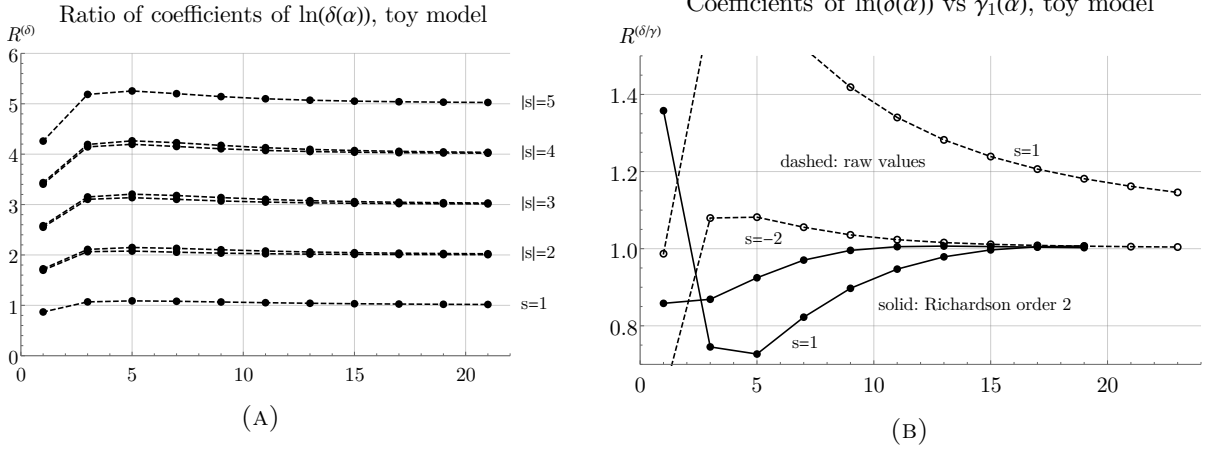 Ratio of coefficients of ln(δ(α)), toy model
R^(δ)
6
5
4
3
2
1
0
|s|=5
|s|=4
|s|=3
|s|=2
s=1
0 5 10 15 20
(A)
Coefficients of ln(δ(α)) vs γ₁(α), toy model
R^(δ/γ)
1.4
1.2
1.0
0.8
s=1
dashed: raw values
s=−2
solid: Richardson order 2
s=1
0 5 10 15 20
(B)